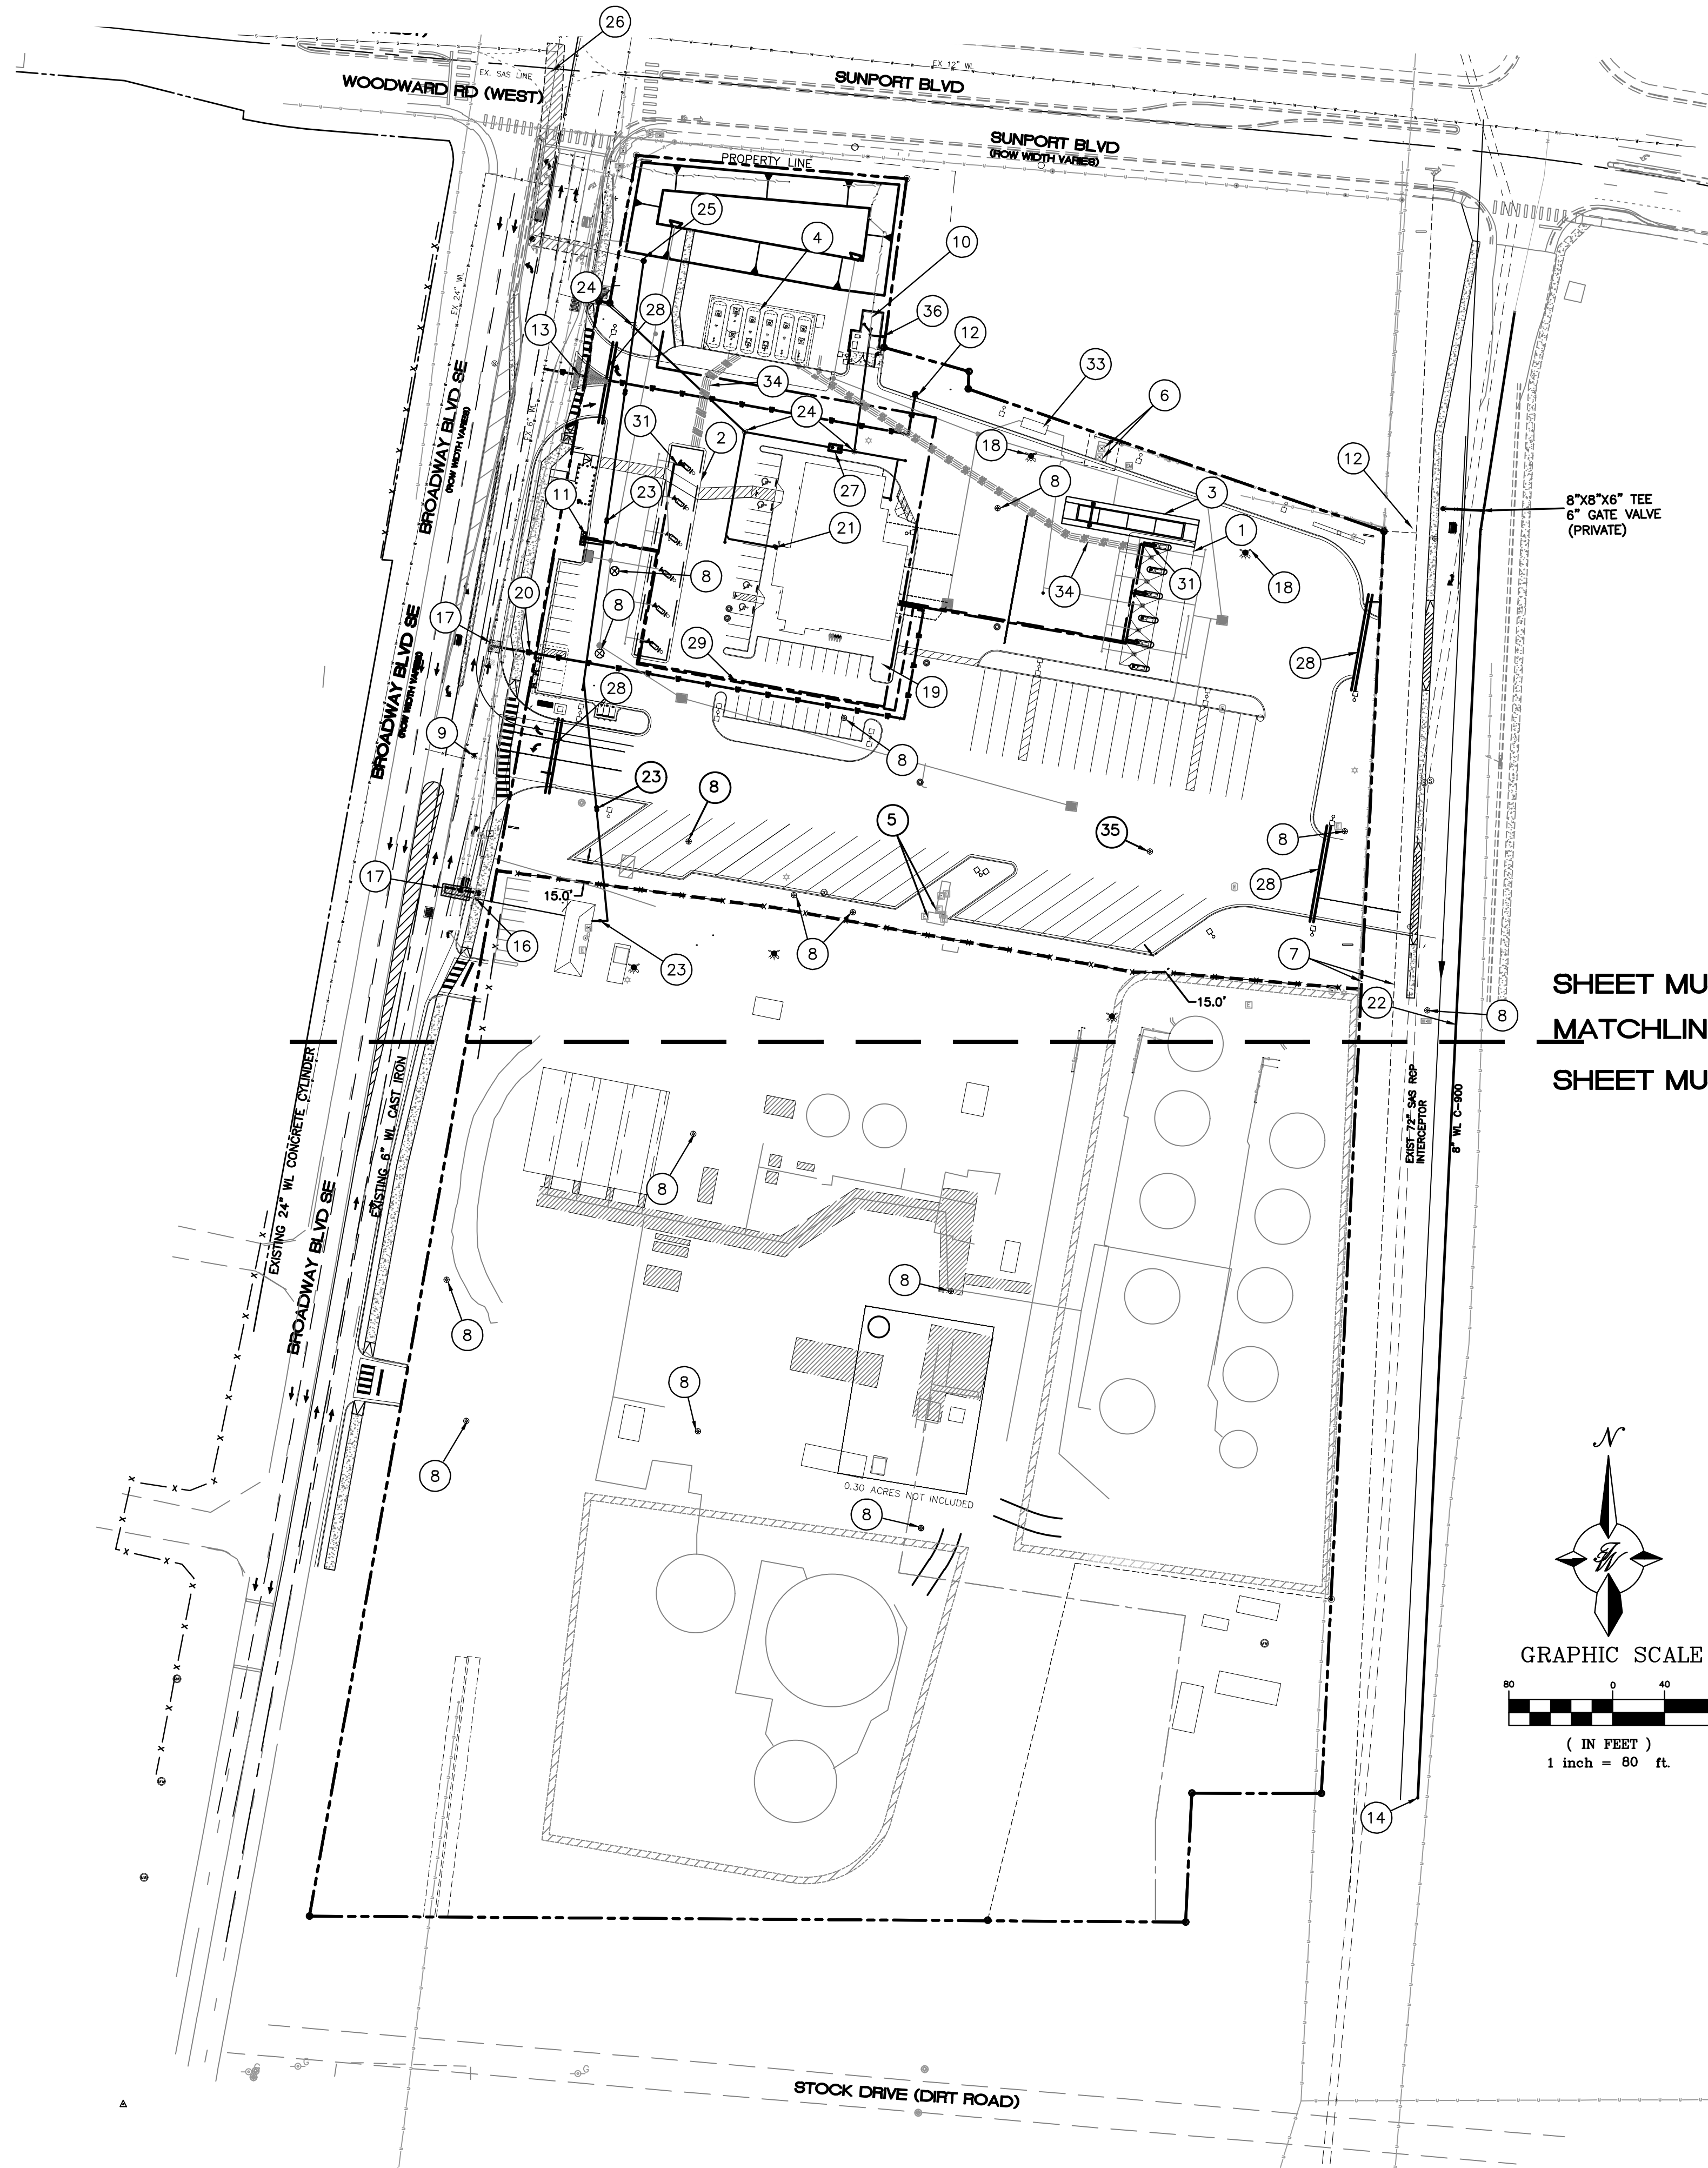 26
EX. SAS LINE
WOODWARD RD (WEST)
EX 12" WL
SUNPORT BLVD
SUNPORT BLVD
(ROW WIDTH VARIES)
PROPERTY LINE
25
4
10
24
28
36
13
12
33
EX 24" WL
BROADWAY BLVD SE
(ROW WIDTH VARIES)
EX 6" WL
34
24
6
31
2
18
12
11
23
27
8
3
8"X8"X6" TEE
6" GATE VALVE
(PRIVATE)
21
1
8
34
31
18
20
17
8
BROADWAY BLVD SE
(ROW WIDTH VARIES)
29
28
28
19
9
8
23
8
5
35
8
17
15.0'
28
16
23
8
7
15.0'
22
8
SHEET MU
MATCHLIN
SHEET MU
EXISTING 24" WL CONCRETE CYLINDER
EXISTING 6" WL CAST IRON
BROADWAY BLVD SE
EXIST 72" SAS RCP
INTERCEPTOR
8" WL C-900
8
8
8
8
8
0.30 ACRES NOT INCLUDED
8
N
GRAPHIC SCALE
80 0 40
( IN FEET )
1 inch = 80 ft.
14
G
G
STOCK DRIVE (DIRT ROAD)